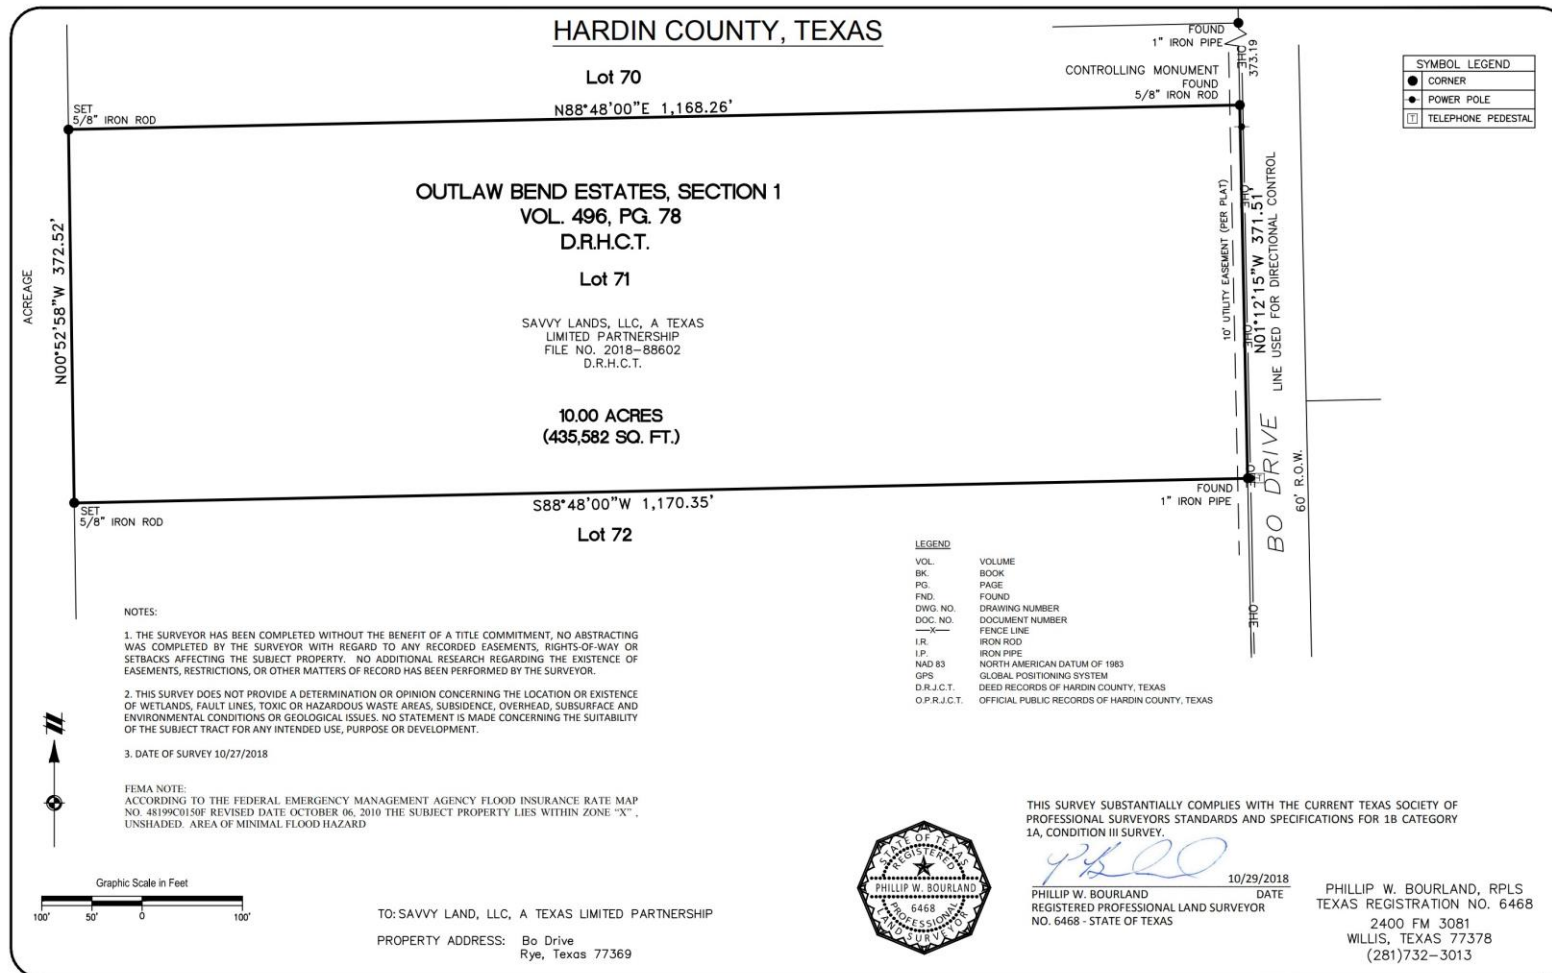 HARDIN COUNTY, TEXAS
FOUND
1" IRON PIPE
OHE
373.19
CONTROLLING MONUMENT
FOUND
5/8" IRON ROD
SYMBOL LEGEND
CORNER
POWER POLE
T TELEPHONE PEDESTAL
Lot 70
N88°48'00"E 1,168.26'
SET
5/8" IRON ROD
OUTLAW BEND ESTATES, SECTION 1
VOL. 496, PG. 78
D.R.H.C.T.
Lot 71
SAVVY LANDS, LLC, A TEXAS
LIMITED PARTNERSHIP
FILE NO. 2018-88602
D.R.H.C.T.
10.00 ACRES
(435,582 SQ. FT.)
ACREAGE
N00°52'58"W 372.52'
10' UTILITY EASEMENT (PER PLAT)
OHE
OHE
N01°12'15"W 371.51'
LINE USED FOR DIRECTIONAL CONTROL
BO DRIVE
60' R.O.W.
OHE
SET
5/8" IRON ROD
S88°48'00"W 1,170.35'
FOUND
1" IRON PIPE
T
Lot 72
LEGEND
VOL. VOLUME
BK. BOOK
PG. PAGE
FND. FOUND
DWG. NO. DRAWING NUMBER
DOC. NO. DOCUMENT NUMBER
—X— FENCE LINE
I.R. IRON ROD
I.P. IRON PIPE
NAD 83 NORTH AMERICAN DATUM OF 1983
GPS GLOBAL POSITIONING SYSTEM
D.R.J.C.T. DEED RECORDS OF HARDIN COUNTY, TEXAS
O.P.R.J.C.T. OFFICIAL PUBLIC RECORDS OF HARDIN COUNTY, TEXAS
NOTES:
1. THE SURVEYOR HAS BEEN COMPLETED WITHOUT THE BENEFIT OF A TITLE COMMITMENT, NO ABSTRACTING
WAS COMPLETED BY THE SURVEYOR WITH REGARD TO ANY RECORDED EASEMENTS, RIGHTS-OF-WAY OR
SETBACKS AFFECTING THE SUBJECT PROPERTY. NO ADDITIONAL RESEARCH REGARDING THE EXISTENCE OF
EASEMENTS, RESTRICTIONS, OR OTHER MATTERS OF RECORD HAS BEEN PERFORMED BY THE SURVEYOR.
2. THIS SURVEY DOES NOT PROVIDE A DETERMINATION OR OPINION CONCERNING THE LOCATION OR EXISTENCE
OF WETLANDS, FAULT LINES, TOXIC OR HAZARDOUS WASTE AREAS, SUBSIDENCE, OVERHEAD, SUBSURFACE AND
ENVIRONMENTAL CONDITIONS OR GEOLOGICAL ISSUES. NO STATEMENT IS MADE CONCERNING THE SUITABILITY
OF THE SUBJECT TRACT FOR ANY INTENDED USE, PURPOSE OR DEVELOPMENT.
3. DATE OF SURVEY 10/27/2018
FEMA NOTE:
ACCORDING TO THE FEDERAL EMERGENCY MANAGEMENT AGENCY FLOOD INSURANCE RATE MAP
NO. 48199C0150F REVISED DATE OCTOBER 06, 2010 THE SUBJECT PROPERTY LIES WITHIN ZONE "X" ,
UNSHADED. AREA OF MINIMAL FLOOD HAZARD
N
Graphic Scale in Feet
100' 50' 0 100'
TO: SAVVY LAND, LLC, A TEXAS LIMITED PARTNERSHIP
PROPERTY ADDRESS: Bo Drive
Rye, Texas 77369
STATE OF TEXAS
REGISTERED
PHILLIP W. BOURLAND
6468
PROFESSIONAL
LAND SURVEYOR
THIS SURVEY SUBSTANTIALLY COMPLIES WITH THE CURRENT TEXAS SOCIETY OF
PROFESSIONAL SURVEYORS STANDARDS AND SPECIFICATIONS FOR 1B CATEGORY
1A, CONDITION III SURVEY.
10/29/2018
PHILLIP W. BOURLAND DATE
REGISTERED PROFESSIONAL LAND SURVEYOR
NO. 6468 - STATE OF TEXAS
PHILLIP W. BOURLAND, RPLS
TEXAS REGISTRATION NO. 6468
2400 FM 3081
WILLIS, TEXAS 77378
(281)732-3013